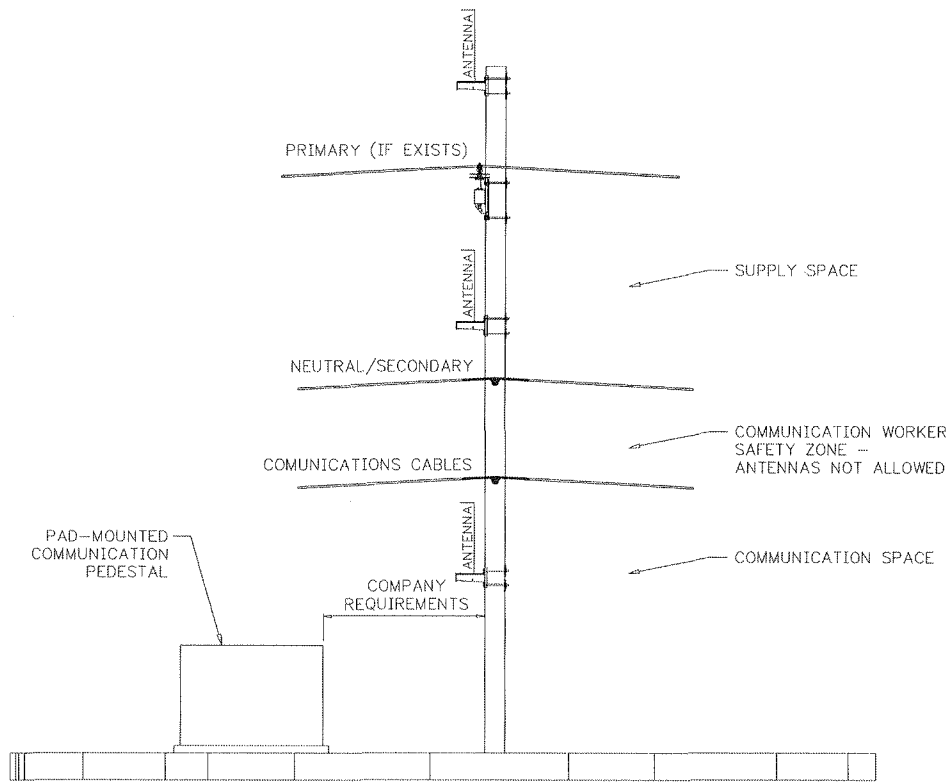 ANTENNA
PRIMARY (IF EXISTS)
SUPPLY SPACE
ANTENNA
NEUTRAL/SECONDARY
COMMUNICATION WORKER
SAFETY ZONE –
ANTENNAS NOT ALLOWED
COMUNICATIONS CABLES
ANTENNA
PAD–MOUNTED
COMMUNICATION
PEDESTAL
COMMUNICATION SPACE
COMPANY
REQUIREMENTS